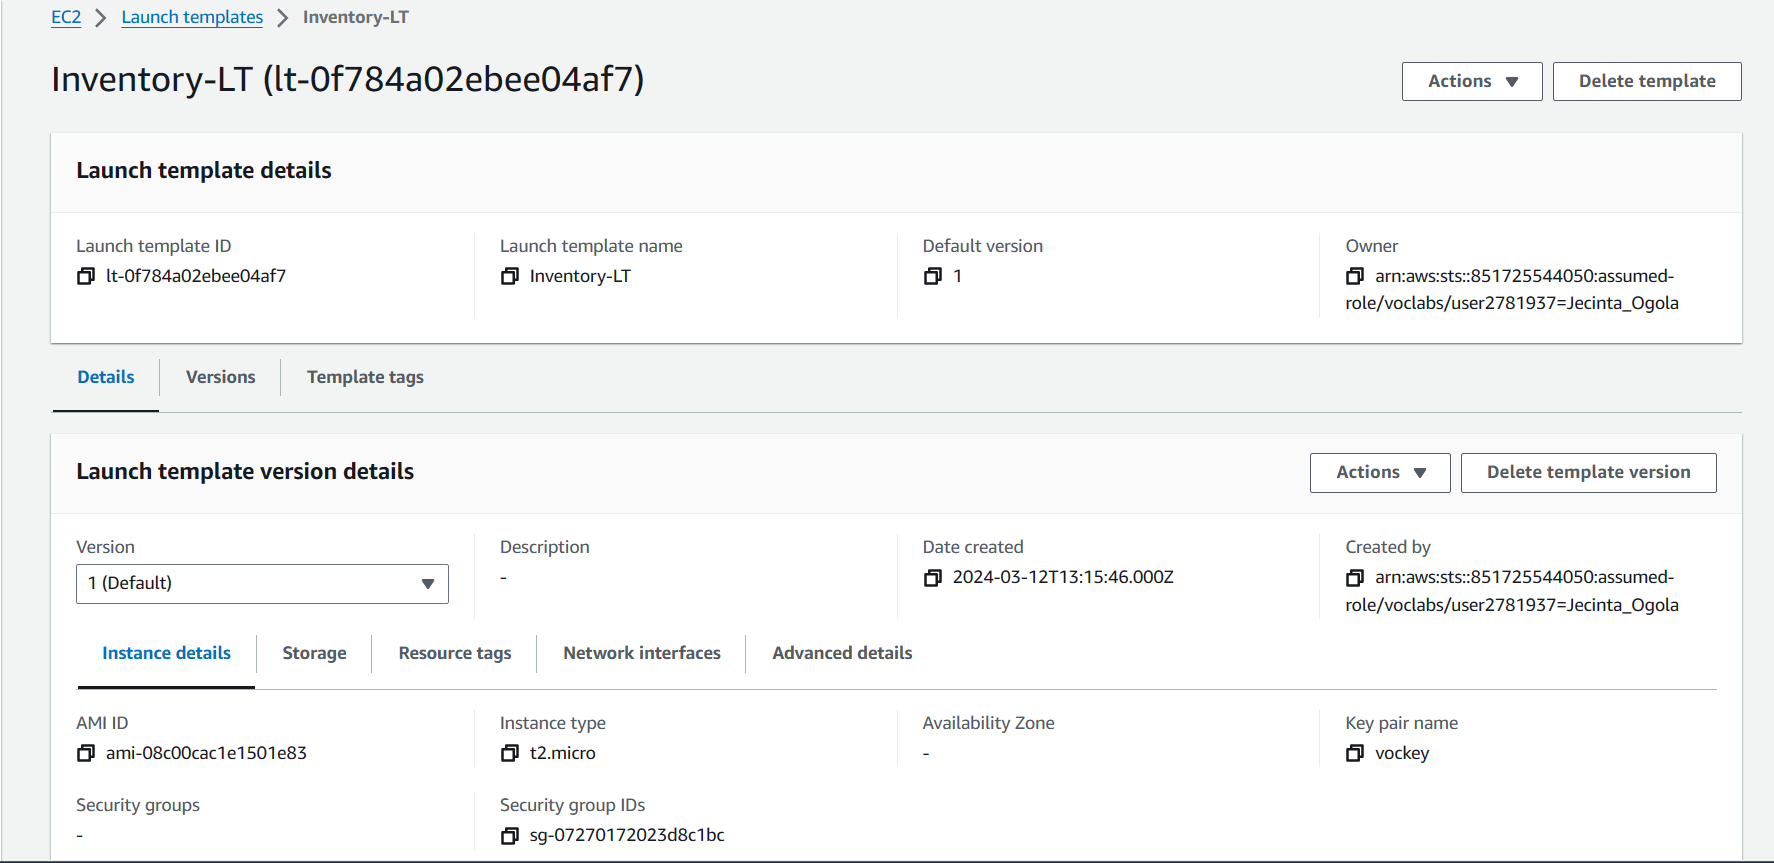 EC2 > Launch templates > Inventory-LT
Inventory-LT (lt-0f784a02ebee04af7)
Actions
Delete template
Launch template details
Launch template ID
lt-0f784a02ebee04af7
Launch template name
Inventory-LT
Default version
1
Owner
arn:aws:sts::851725544050:assumed-
role/voclabs/user2781937=Jecinta_Ogola
Details
Versions
Template tags
Launch template version details
Actions
Delete template version
Version
1 (Default)
Description
-
Date created
2024-03-12T13:15:46.000Z
Created by
arn:aws:sts::851725544050:assumed-
role/voclabs/user2781937=Jecinta_Ogola
Instance details
Storage
Resource tags
Network interfaces
Advanced details
AMI ID
ami-08c00cac1e1501e83
Instance type
t2.micro
Availability Zone
-
Key pair name
vockey
Security groups
-
Security group IDs
sg-07270172023d8c1bc